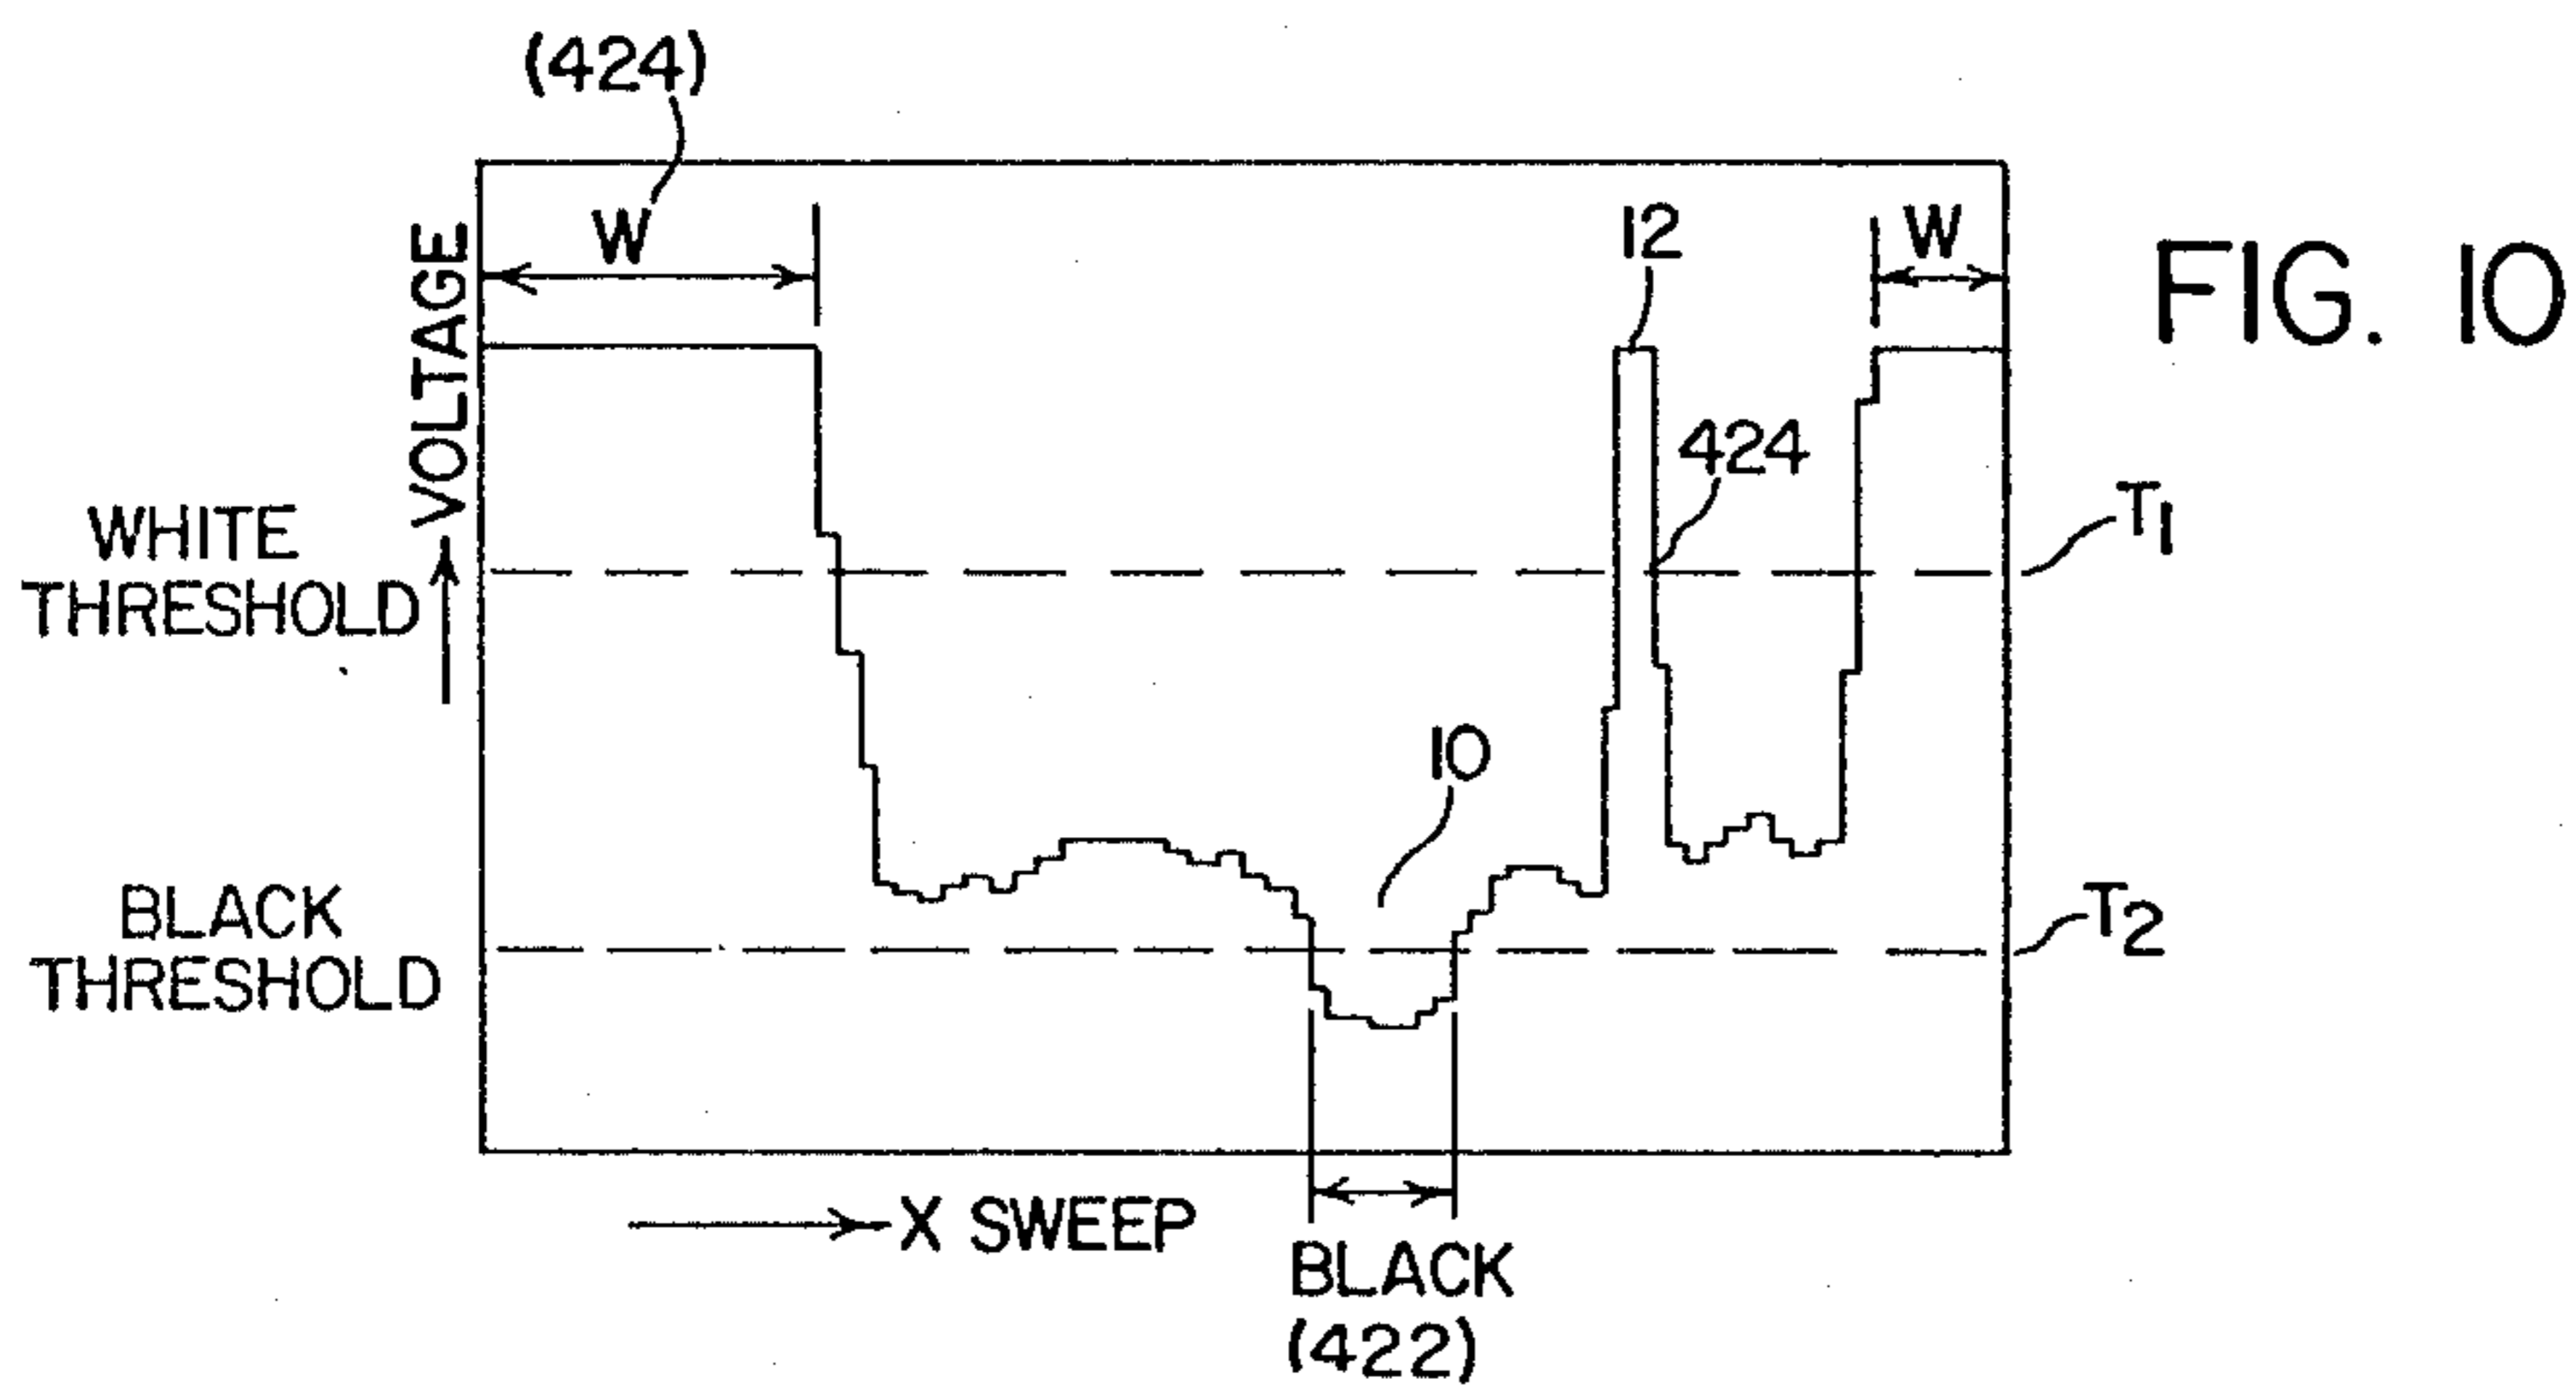 (424)
W
12
W
FIG. 10
VOLTAGE
424
T1
WHITE
THRESHOLD
10
BLACK
THRESHOLD
T2
X SWEEP
BLACK
(422)